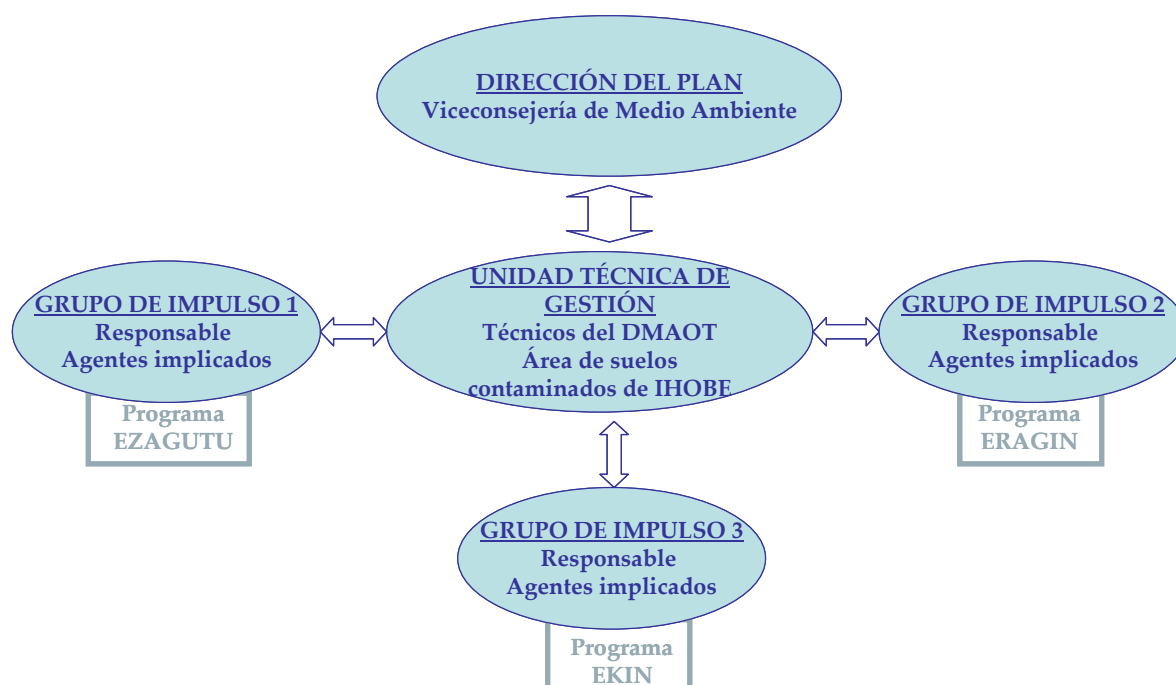 DIRECCIÓN DEL PLAN
Viceconsejería de Medio Ambiente
UNIDAD TÉCNICA DE
GESTIÓN
Técnicos del DMAOT
Área de suelos
contaminados de IHOBE
GRUPO DE IMPULSO 1
Responsable
Agentes implicados
Programa
EZAGUTU
GRUPO DE IMPULSO 2
Responsable
Agentes implicados
Programa
ERAGIN
GRUPO DE IMPULSO 3
Responsable
Agentes implicados
Programa
EKIN